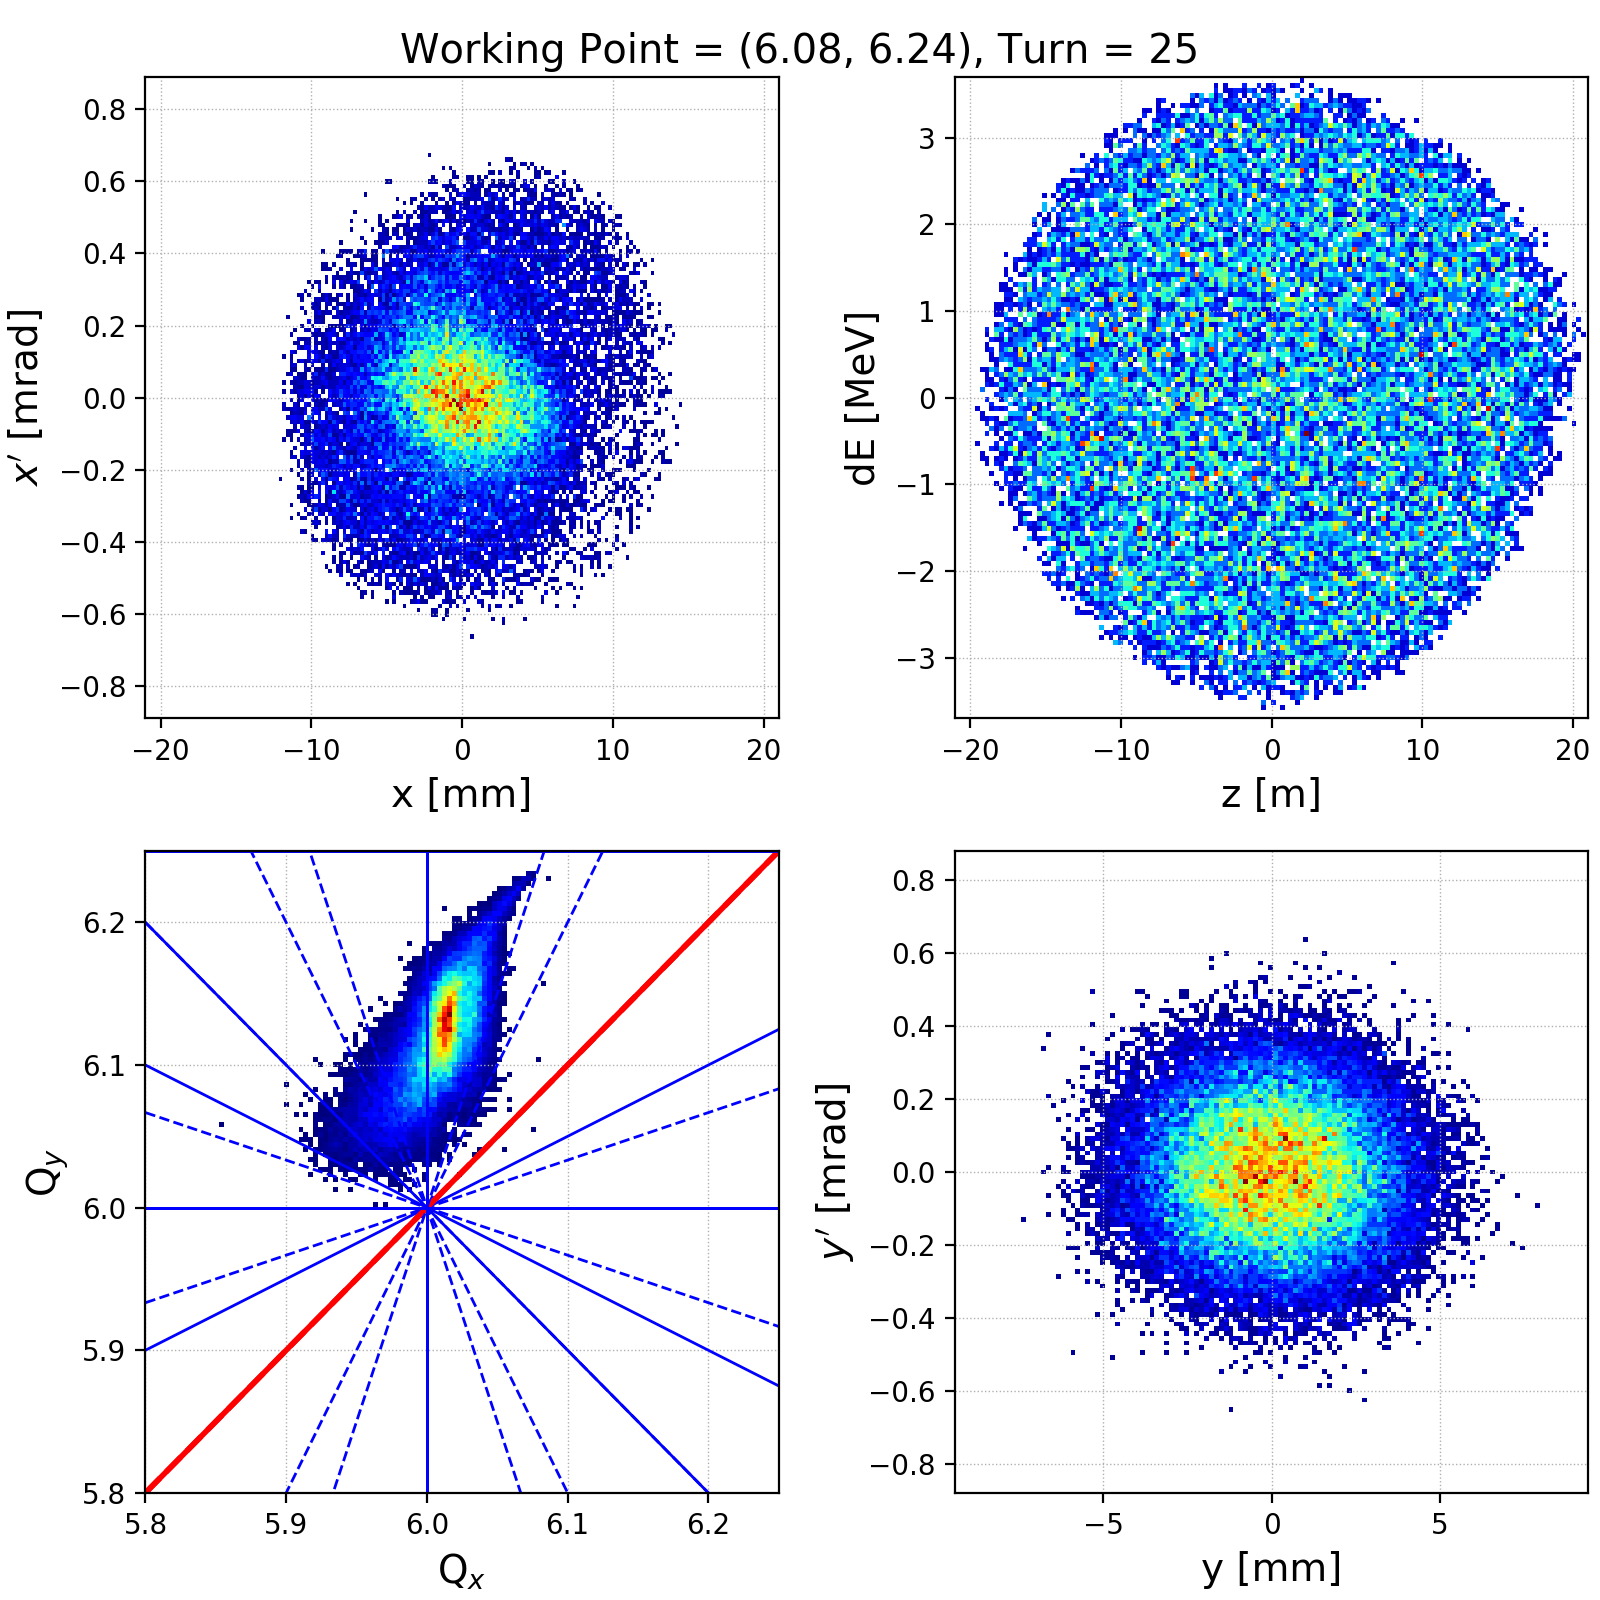 Working Point = (6.08, 6.24), Turn = 25
0.8
0.6
0.4
0.2
0.0
−0.2
−0.4
−0.6
−0.8
x′ [mrad]
−20 −10 0 10 20
x [mm]
3
2
1
0
−1
−2
−3
dE [MeV]
−20 −10 0 10 20
z [m]
6.2
6.1
6.0
5.9
5.8
Qy
5.8 5.9 6.0 6.1 6.2
Qx
0.8
0.6
0.4
0.2
0.0
−0.2
−0.4
−0.6
−0.8
y′ [mrad]
−5 0 5
y [mm]